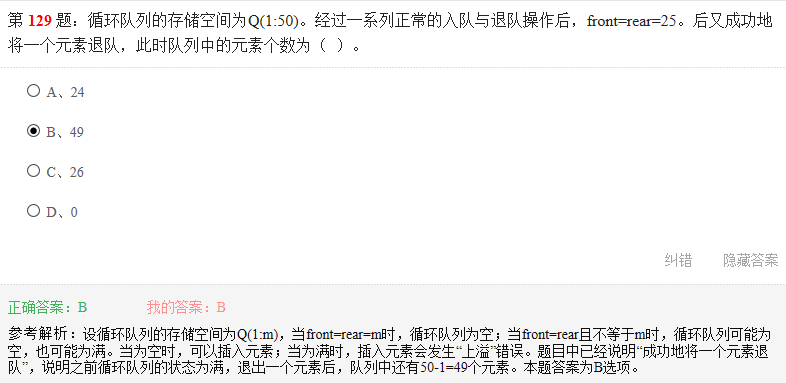 第 129 题：循环队列的存储空间为Q(1:50)。经过一系列正常的入队与退队操作后，front=rear=25。后又成功地
将一个元素退队，此时队列中的元素个数为（ ）。
A、24
B、49
C、26
D、0
纠错 隐藏答案
正确答案：B 我的答案：B
参考解析：设循环队列的存储空间为Q(1:m)，当front=rear=m时，循环队列为空；当front=rear且不等于m时，循环队列可能为
空，也可能为满。当为空时，可以插入元素；当为满时，插入元素会发生“上溢”错误。题目中已经说明“成功地将一个元素退
队”，说明之前循环队列的状态为满，退出一个元素后，队列中还有50-1=49个元素。本题答案为B选项。